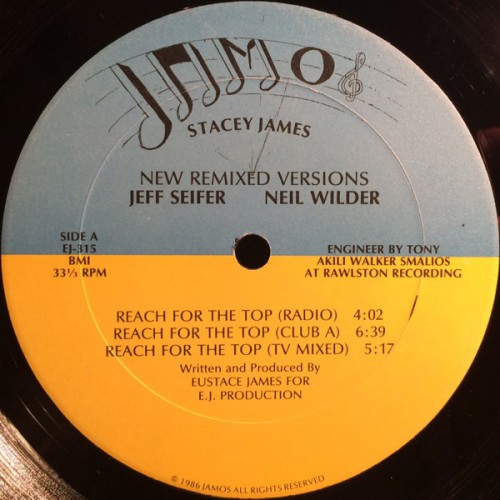 JAMOS
STACEY JAMES
NEW REMIXED VERSIONS
JEFF SEIFER NEIL WILDER
SIDE A
EJ-315
BMI
33⅓ RPM
ENGINEER BY TONY
AKILI WALKER SMALIOS
AT RAWLSTON RECORDING
REACH FOR THE TOP (RADIO) 4:02
REACH FOR THE TOP (CLUB A) 6:39
REACH FOR THE TOP (TV MIXED) 5:17
Written and Produced By
EUSTACE JAMES FOR
E.J. PRODUCTION
© 1986 JAMOS ALL RIGHTS RESERVED